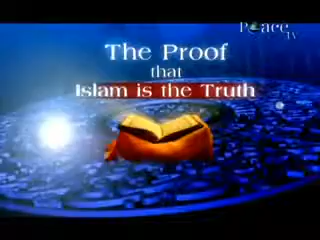 Peace
TV
The Proof
that
Islam is the Truth